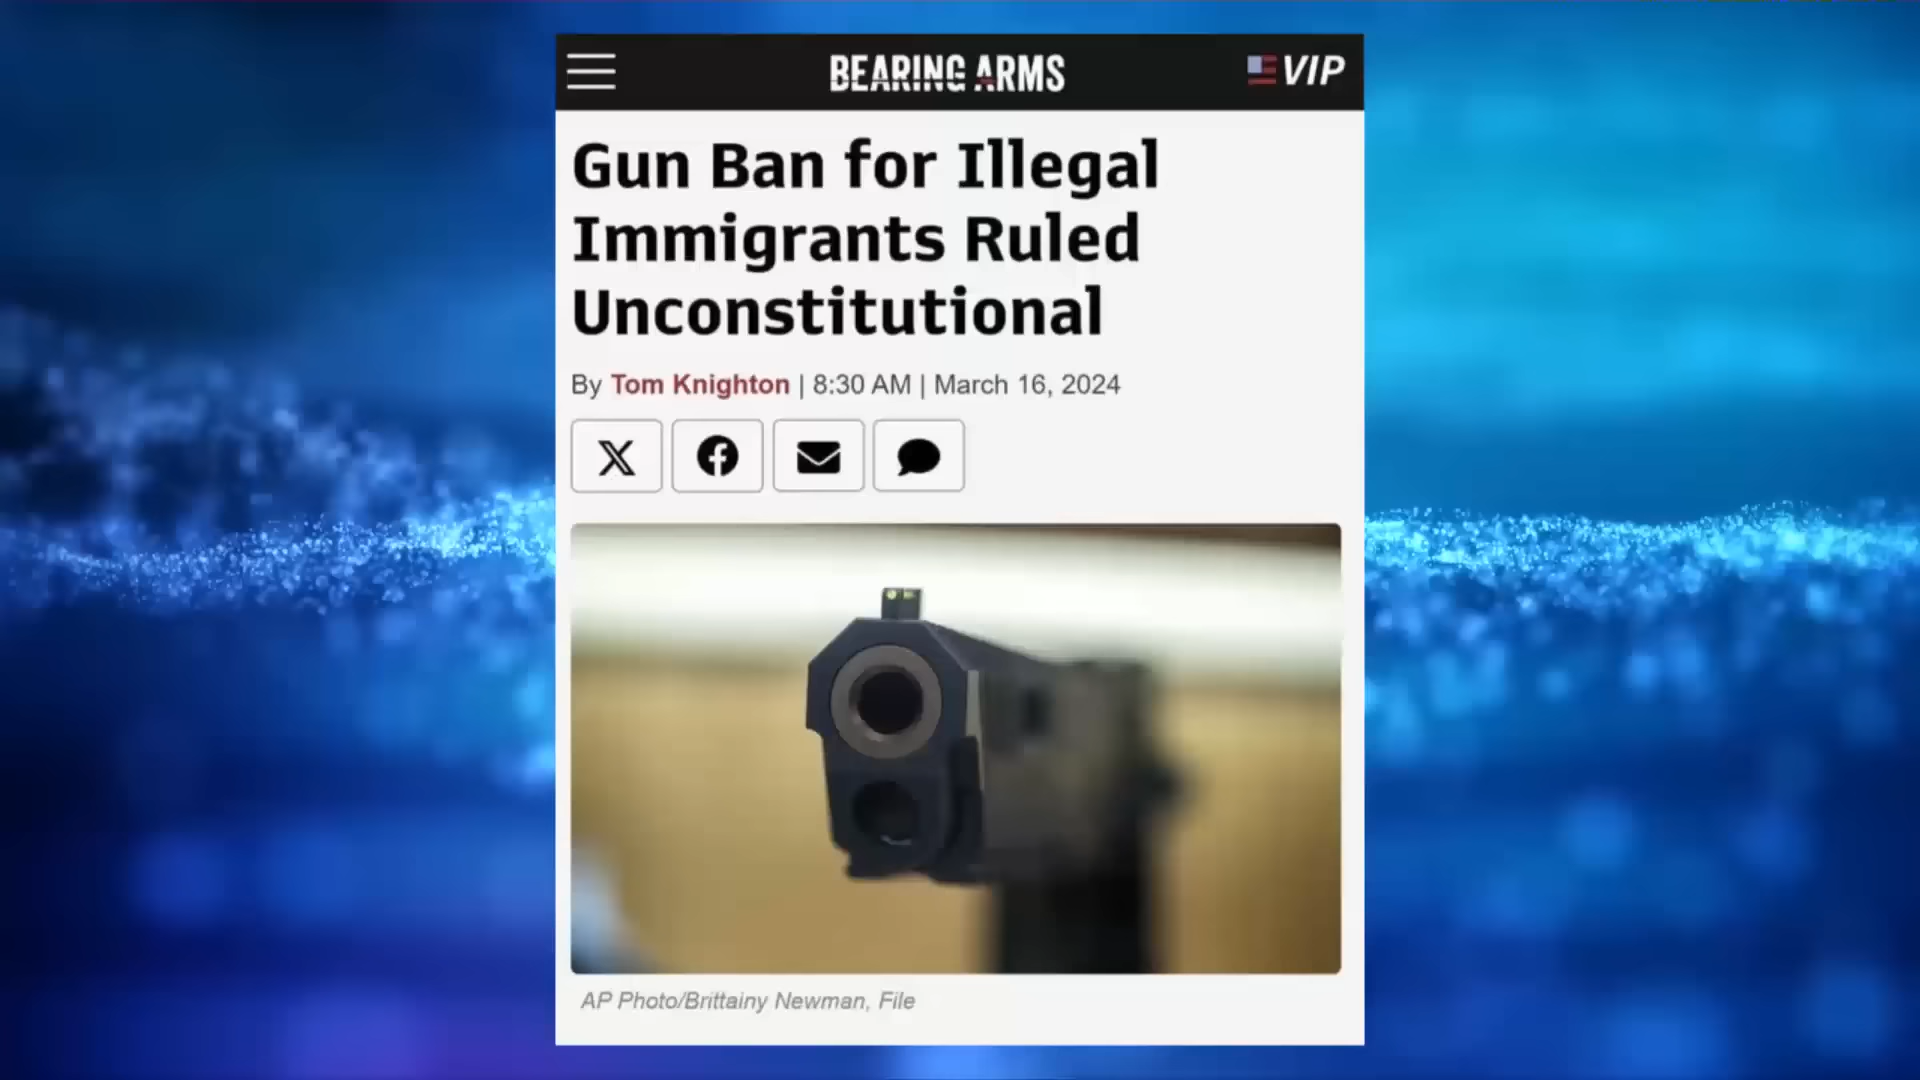 BEARING ARMS
VIP
Gun Ban for Illegal
Immigrants Ruled
Unconstitutional
By Tom Knighton | 8:30 AM | March 16, 2024
AP Photo/Brittainy Newman, File